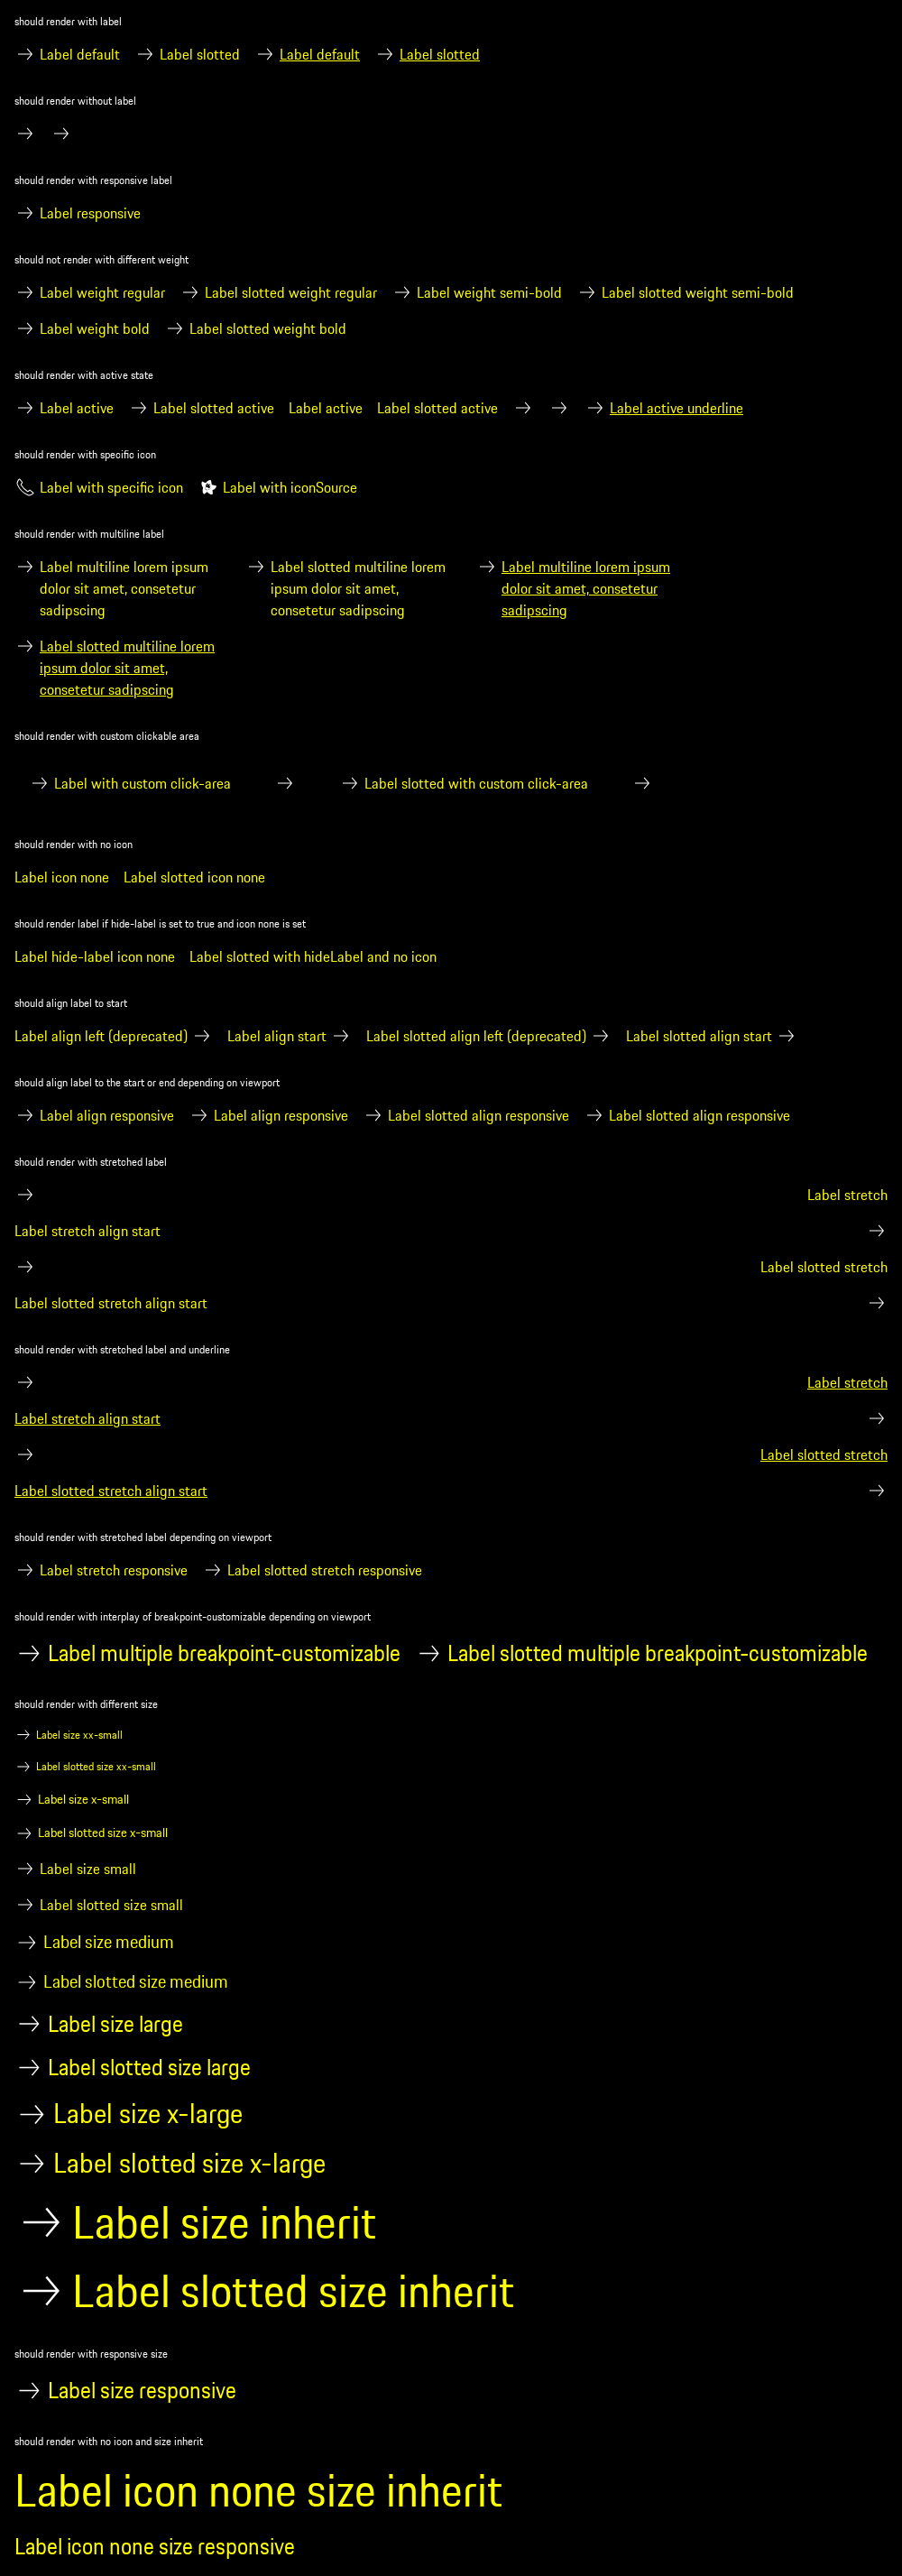 should render with label
Label default Label slotted Label default Label slotted
should render without label
should render with responsive label
Label responsive
should not render with different weight
Label weight regular Label slotted weight regular Label weight semi-bold Label slotted weight semi-bold
Label weight bold Label slotted weight bold
should render with active state
Label active Label slotted active Label active Label slotted active Label active underline
should render with specific icon
Label with specific icon Label with iconSource
should render with multiline label
Label multiline lorem ipsum Label slotted multiline lorem Label multiline lorem ipsum
dolor sit amet, consetetur ipsum dolor sit amet, dolor sit amet, consetetur
sadipscing consetetur sadipscing sadipscing
Label slotted multiline lorem
ipsum dolor sit amet,
consetetur sadipscing
should render with custom clickable area
Label with custom click-area Label slotted with custom click-area
should render with no icon
Label icon none Label slotted icon none
should render label if hide-label is set to true and icon none is set
Label hide-label icon none Label slotted with hideLabel and no icon
should align label to start
Label align left (deprecated) Label align start Label slotted align left (deprecated) Label slotted align start
should align label to the start or end depending on viewport
Label align responsive Label align responsive Label slotted align responsive Label slotted align responsive
should render with stretched label
Label stretch
Label stretch align start
Label slotted stretch
Label slotted stretch align start
should render with stretched label and underline
Label stretch
Label stretch align start
Label slotted stretch
Label slotted stretch align start
should render with stretched label depending on viewport
Label stretch responsive Label slotted stretch responsive
should render with interplay of breakpoint-customizable depending on viewport
Label multiple breakpoint-customizable Label slotted multiple breakpoint-customizable
should render with different size
Label size xx-small
Label slotted size xx-small
Label size x-small
Label slotted size x-small
Label size small
Label slotted size small
Label size medium
Label slotted size medium
Label size large
Label slotted size large
Label size x-large
Label slotted size x-large
Label size inherit
Label slotted size inherit
should render with responsive size
Label size responsive
should render with no icon and size inherit
Label icon none size inherit
Label icon none size responsive